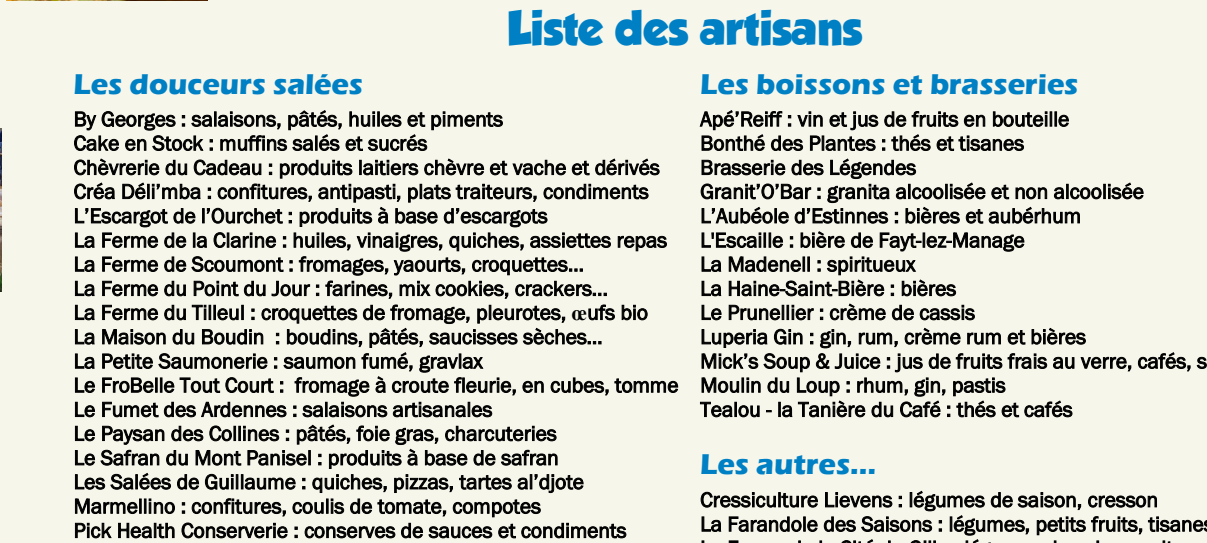 Liste des artisans
Les douceurs salées
By Georges : salaisons, pâtés, huiles et piments
Cake en Stock : muffins salés et sucrés
Chèvrerie du Cadeau : produits laitiers chèvre et vache et dérivés
Créa Déli’mba : confitures, antipasti, plats traiteurs, condiments
L’Escargot de l’Ourchet : produits à base d’escargots
La Ferme de la Clarine : huiles, vinaigres, quiches, assiettes repas
La Ferme de Scoumont : fromages, yaourts, croquettes...
La Ferme du Point du Jour : farines, mix cookies, crackers...
La Ferme du Tilleul : croquettes de fromage, pleurotes, œufs bio
La Maison du Boudin  : boudins, pâtés, saucisses sèches...
La Petite Saumonerie : saumon fumé, gravlax
Le FroBelle Tout Court :  fromage à croute fleurie, en cubes, tomme
Le Fumet des Ardennes : salaisons artisanales
Le Paysan des Collines : pâtés, foie gras, charcuteries
Le Safran du Mont Panisel : produits à base de safran
Les Salées de Guillaume : quiches, pizzas, tartes al’djote
Marmellino : confitures, coulis de tomate, compotes
Pick Health Conserverie : conserves de sauces et condiments
Les boissons et brasseries
Apé’Reiff : vin et jus de fruits en bouteille
Bonthé des Plantes : thés et tisanes
Brasserie des Légendes
Granit’O’Bar : granita alcoolisée et non alcoolisée
L’Aubéole d’Estinnes : bières et aubérhum
L'Escaille : bière de Fayt-lez-Manage
La Madenell : spiritueux
La Haine-Saint-Bière : bières
Le Prunellier : crème de cassis
Luperia Gin : gin, rum, crème rum et bières
Mick’s Soup & Juice : jus de fruits frais au verre, cafés, s
Moulin du Loup : rhum, gin, pastis
Tealou - la Tanière du Café : thés et cafés
Les autres...
Cressiculture Lievens : légumes de saison, cresson
La Farandole des Saisons : légumes, petits fruits, tisanes